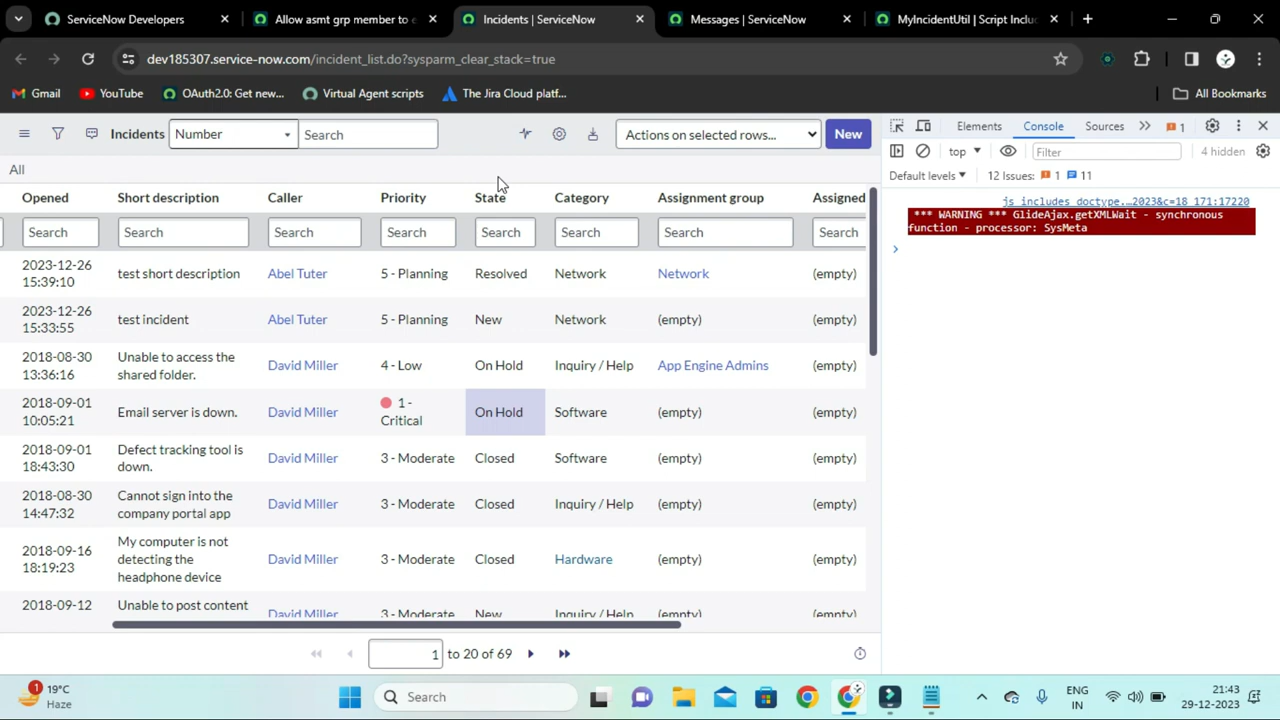 ServiceNow Developers
Allow asmt grp member to e
Incidents | ServiceNow
Messages | ServiceNow
MyIncidentUtil | Script Inclu
dev185307.service-now.com/incident_list.do?sysparm_clear_stack=true
Gmail
YouTube
OAuth2.0: Get new...
Virtual Agent scripts
The Jira Cloud platf...
All Bookmarks
Incidents
Number
Search
Actions on selected rows...
New
All
Opened Short description Caller Priority State Category Assignment group Assigned
Search Search Search Search Search Search Search Search
2023-12-26
15:39:10
test short description
Abel Tuter
5 - Planning
Resolved
Network
Network
(empty)
2023-12-26
15:33:55
test incident
Abel Tuter
5 - Planning
New
Network
(empty)
(empty)
2018-08-30
13:36:16
Unable to access the
shared folder.
David Miller
4 - Low
On Hold
Inquiry / Help
App Engine Admins
(empty)
2018-09-01
10:05:21
Email server is down.
David Miller
1 -
Critical
On Hold
Software
(empty)
(empty)
2018-09-01
18:43:30
Defect tracking tool is
down.
David Miller
3 - Moderate
Closed
Software
(empty)
(empty)
2018-08-30
14:47:32
Cannot sign into the
company portal app
David Miller
3 - Moderate
Closed
Inquiry / Help
(empty)
(empty)
2018-09-16
18:19:23
My computer is not
detecting the
headphone device
David Miller
3 - Moderate
Closed
Hardware
(empty)
(empty)
2018-09-12
Unable to post content
David Miller
3 - Moderate
New
Inquiry / Help
(empty)
(empty)
1 to 20 of 69
Elements
Console
Sources
1
top
Filter
4 hidden
Default levels
12 Issues: 1 11
js_includes_doctype.…2023&c=18_171:17220
*** WARNING *** GlideAjax.getXMLWait - synchronous
function - processor: SysMeta
1
19°C
Haze
Search
ENG
IN
21:43
29-12-2023